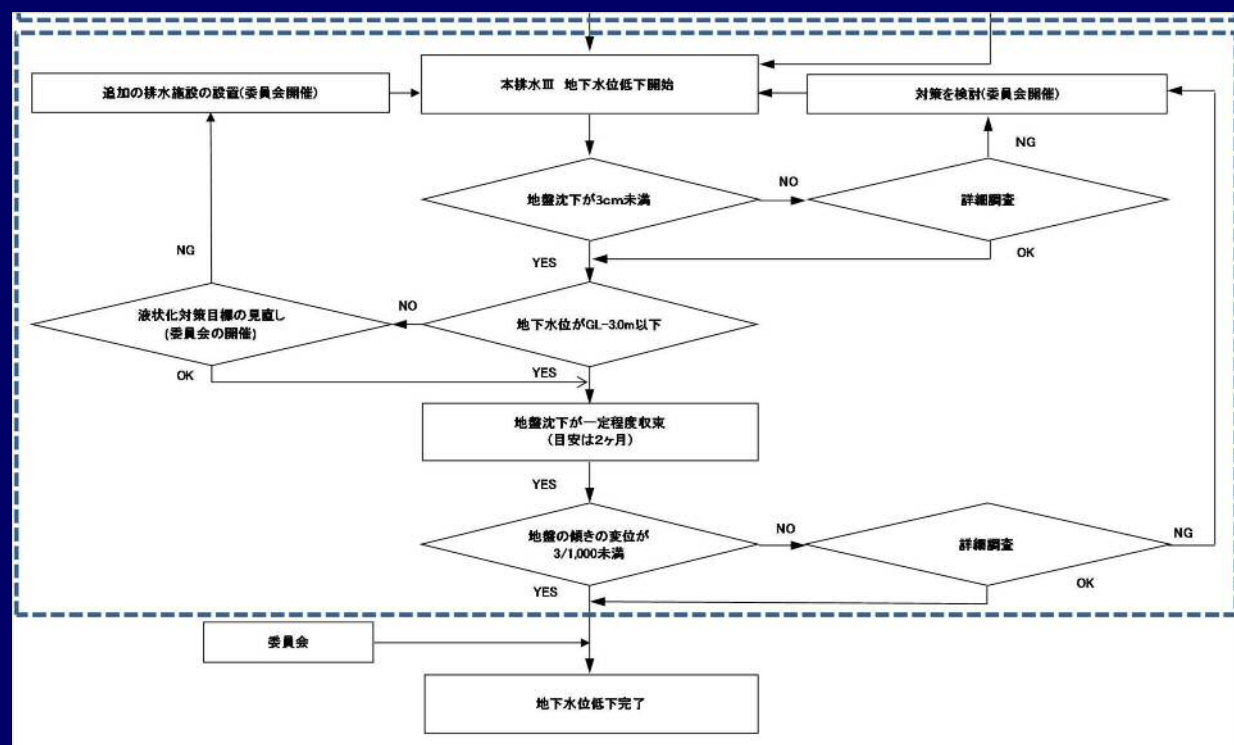 本排水Ⅲ 地下水位低下開始
追加の排水施設の設置(委員会開催)
対策を検討(委員会開催)
NG
地盤沈下が3cm未満
NO
詳細調査
OK
YES
NG
液状化対策目標の見直し
(委員会の開催)
NO
地下水位がGL-3.0m以下
OK
YES
地盤沈下が一定程度収束
(目安は2ヶ月)
YES
地盤の傾きの変位が
3/1,000未満
NO
詳細調査
NG
OK
YES
委員会
地下水位低下完了